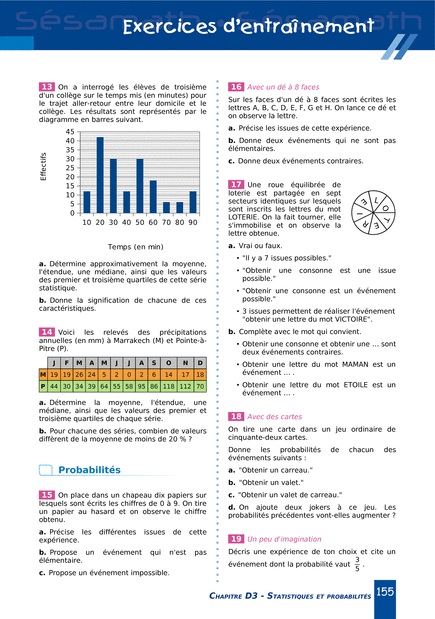 Exercices d'entraînement
13 On a interrogé les élèves de troisième
d'un collège sur le temps mis (en minutes) pour
le trajet aller-retour entre leur domicile et le
collège. Les résultats sont représentés par le
diagramme en barres suivant.
Effectifs
45
40
35
30
25
20
15
10
5
0
10 20 30 40 50 60 70 80 90
Temps (en min)
a. Détermine approximativement la moyenne,
l'étendue, une médiane, ainsi que les valeurs
des premier et troisième quartiles de cette série
statistique.
b. Donne la signification de chacune de ces
caractéristiques.
14 Voici les relevés des précipitations
annuelles (en mm) à Marrakech (M) et Pointe-à-
Pitre (P).
J F M A M J J A S O N D
M 19 19 26 24 5 2 0 2 6 14 17 18
P 44 30 34 39 64 55 58 95 86 118 112 70
a. Détermine la moyenne, l'étendue, une
médiane, ainsi que les valeurs des premier et
troisième quartiles de chaque série.
b. Pour chacune des séries, combien de valeurs
diffèrent de la moyenne de moins de 20 % ?
Probabilités
15 On place dans un chapeau dix papiers sur
lesquels sont écrits les chiffres de 0 à 9. On tire
un papier au hasard et on observe le chiffre
obtenu.
a. Précise les différentes issues de cette
expérience.
b. Propose un événement qui n'est pas
élémentaire.
c. Propose un événement impossible.
16 Avec un dé à 8 faces
Sur les faces d'un dé à 8 faces sont écrites les
lettres A, B, C, D, E, F, G et H. On lance ce dé et
on observe la lettre.
a. Précise les issues de cette expérience.
b. Donne deux événements qui ne sont pas
élémentaires.
c. Donne deux événements contraires.
17 Une roue équilibrée de
loterie est partagée en sept
secteurs identiques sur lesquels
sont inscrits les lettres du mot
LOTERIE. On la fait tourner, elle
s'immobilise et on observe la
lettre obtenue.
L O T E R I E
a. Vrai ou faux.
• "Il y a 7 issues possibles."
• "Obtenir une consonne est une issue
possible."
• "Obtenir une consonne est un événement
possible."
• 3 issues permettent de réaliser l'événement
"obtenir une lettre du mot VICTOIRE".
b. Complète avec le mot qui convient.
• Obtenir une consonne et obtenir une ... sont
deux événements contraires.
• Obtenir une lettre du mot MAMAN est un
événement ... .
• Obtenir une lettre du mot ETOILE est un
événement ... .
18 Avec des cartes
On tire une carte dans un jeu ordinaire de
cinquante-deux cartes.
Donne les probabilités de chacun des
événements suivants :
a. "Obtenir un carreau."
b. "Obtenir un valet."
c. "Obtenir un valet de carreau."
d. On ajoute deux jokers à ce jeu. Les
probabilités précédentes vont-elles augmenter ?
19 Un peu d'imagination
Décris une expérience de ton choix et cite un
événement dont la probabilité vaut 3/5 .
CHAPITRE D3 - STATISTIQUES ET PROBABILITÉS 155